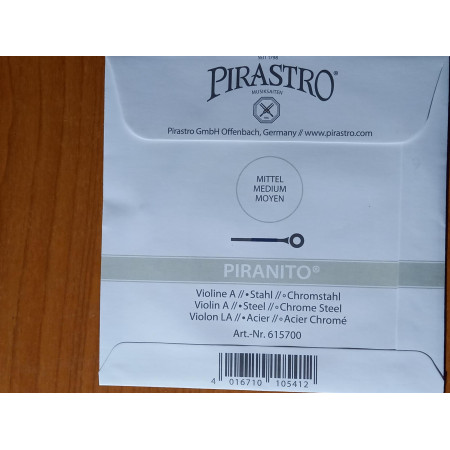 SEIT 1798
PIRASTRO®
MUSIKSAITEN
Pirastro GmbH Offenbach, Germany // www.pirastro.com
MITTEL
MEDIUM
MOYEN
PIRANITO®
Violine A // •Stahl // ◦Chromstahl
Violin A // •Steel // ◦Chrome Steel
Violon LA // •Acier // ◦Acier Chromé
Art.-Nr. 615700
4 016710 105412